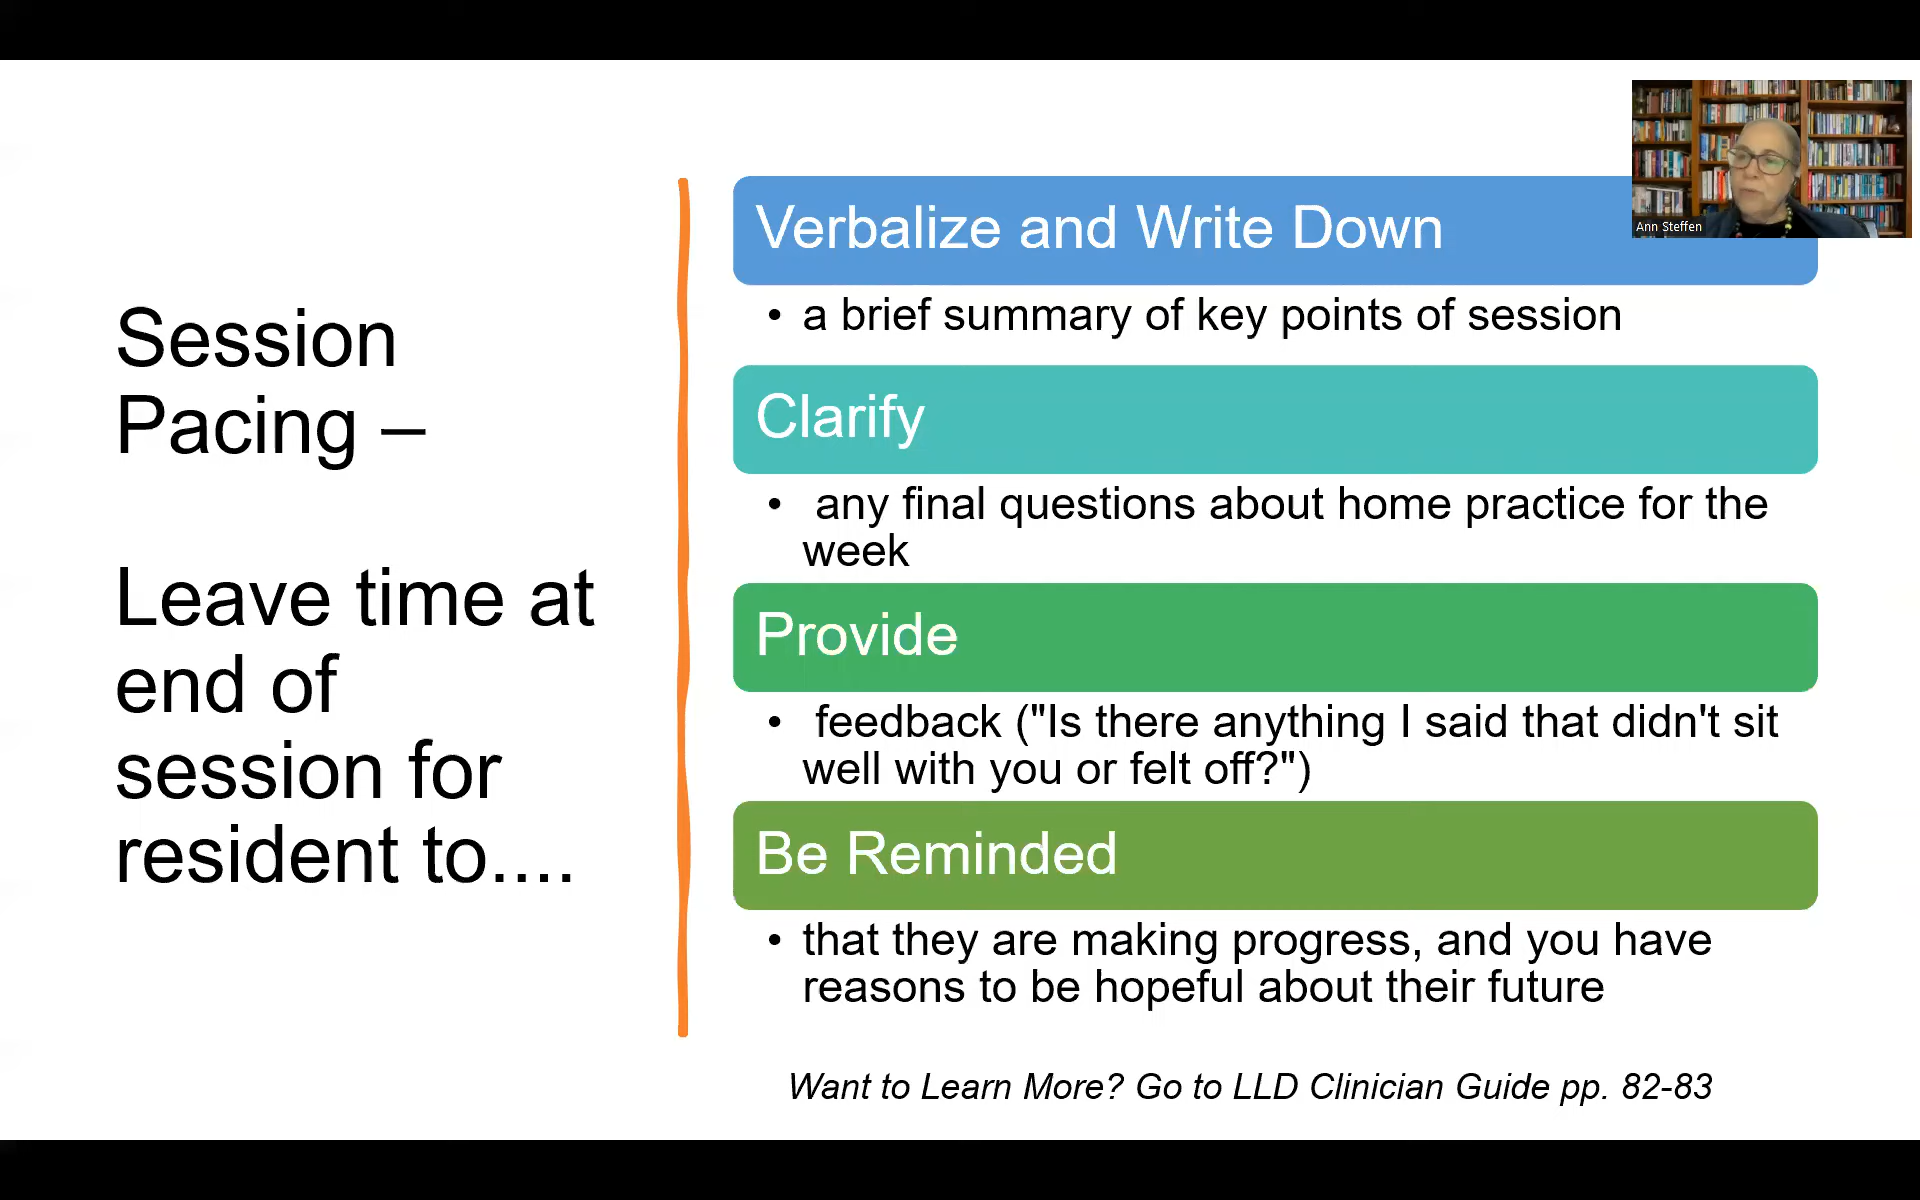 Session
Pacing –
Leave time at
end of
session for
resident to....
Verbalize and Write Down
• a brief summary of key points of session
Clarify
• any final questions about home practice for the
week
Provide
• feedback ("Is there anything I said that didn't sit
well with you or felt off?")
Be Reminded
• that they are making progress, and you have
reasons to be hopeful about their future
Want to Learn More? Go to LLD Clinician Guide pp. 82-83
Ann Steffen